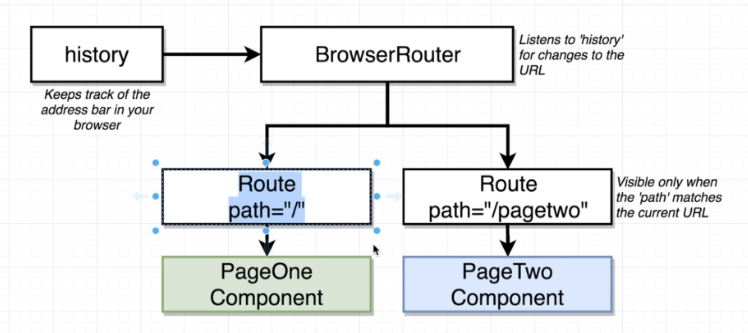 history
BrowserRouter
Listens to 'history'
for changes to the
URL
Keeps track of the
address bar in your
browser
Route
path="/"
Route
path="/pagetwo"
Visible only when
the 'path' matches
the current URL
PageOne
Component
PageTwo
Component